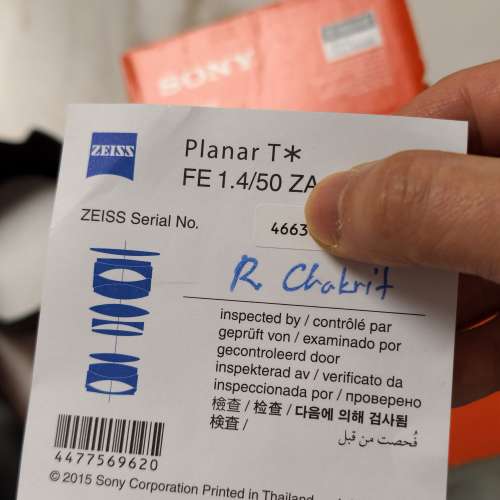 SONY
ZEISS
Planar T*
FE 1.4/50 ZA
ZEISS Serial No.
4663
R. Chakrit
inspected by / contrôlé par
geprüft von / examinado por
gecontroleerd door
inspekterad av / verificato da
inspeccionada por / проверено
檢查 / 检查 / 다음에 의해 검사됨
検査 / فُحصت من قبل
4477569620
© 2015 Sony Corporation Printed in Thailand